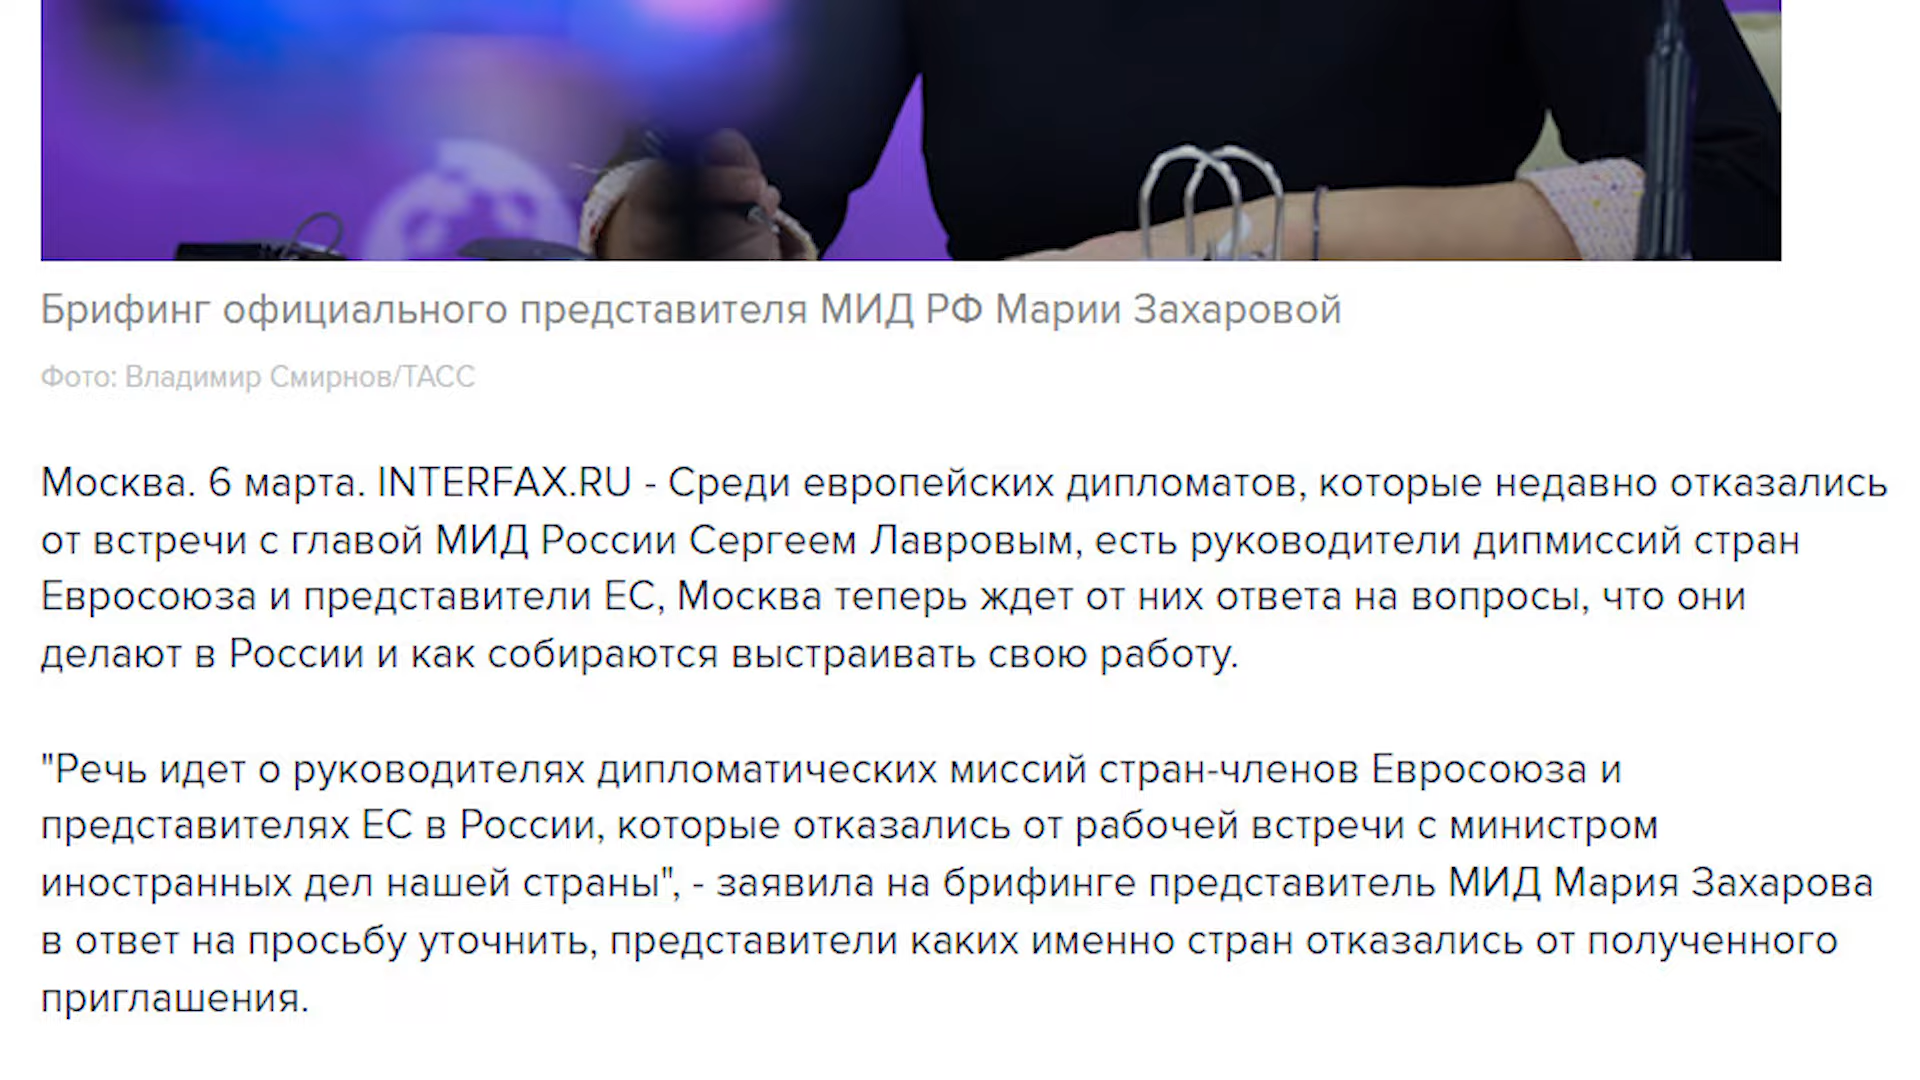 Брифинг официального представителя МИД РФ Марии Захаровой
Фото: Владимир Смирнов/ТАСС
Москва. 6 марта. INTERFAX.RU - Среди европейских дипломатов, которые недавно отказались
от встречи с главой МИД России Сергеем Лавровым, есть руководители дипмиссий стран
Евросоюза и представители ЕС, Москва теперь ждет от них ответа на вопросы, что они
делают в России и как собираются выстраивать свою работу.
"Речь идет о руководителях дипломатических миссий стран-членов Евросоюза и
представителях ЕС в России, которые отказались от рабочей встречи с министром
иностранных дел нашей страны", - заявила на брифинге представитель МИД Мария Захарова
в ответ на просьбу уточнить, представители каких именно стран отказались от полученного
приглашения.